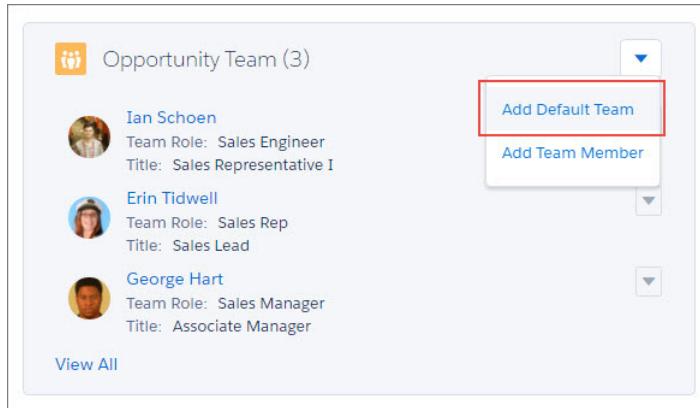 Opportunity Team (3)
Add Default Team
Add Team Member
Ian Schoen
Team Role: Sales Engineer
Title: Sales Representative I
Erin Tidwell
Team Role: Sales Rep
Title: Sales Lead
George Hart
Team Role: Sales Manager
Title: Associate Manager
View All